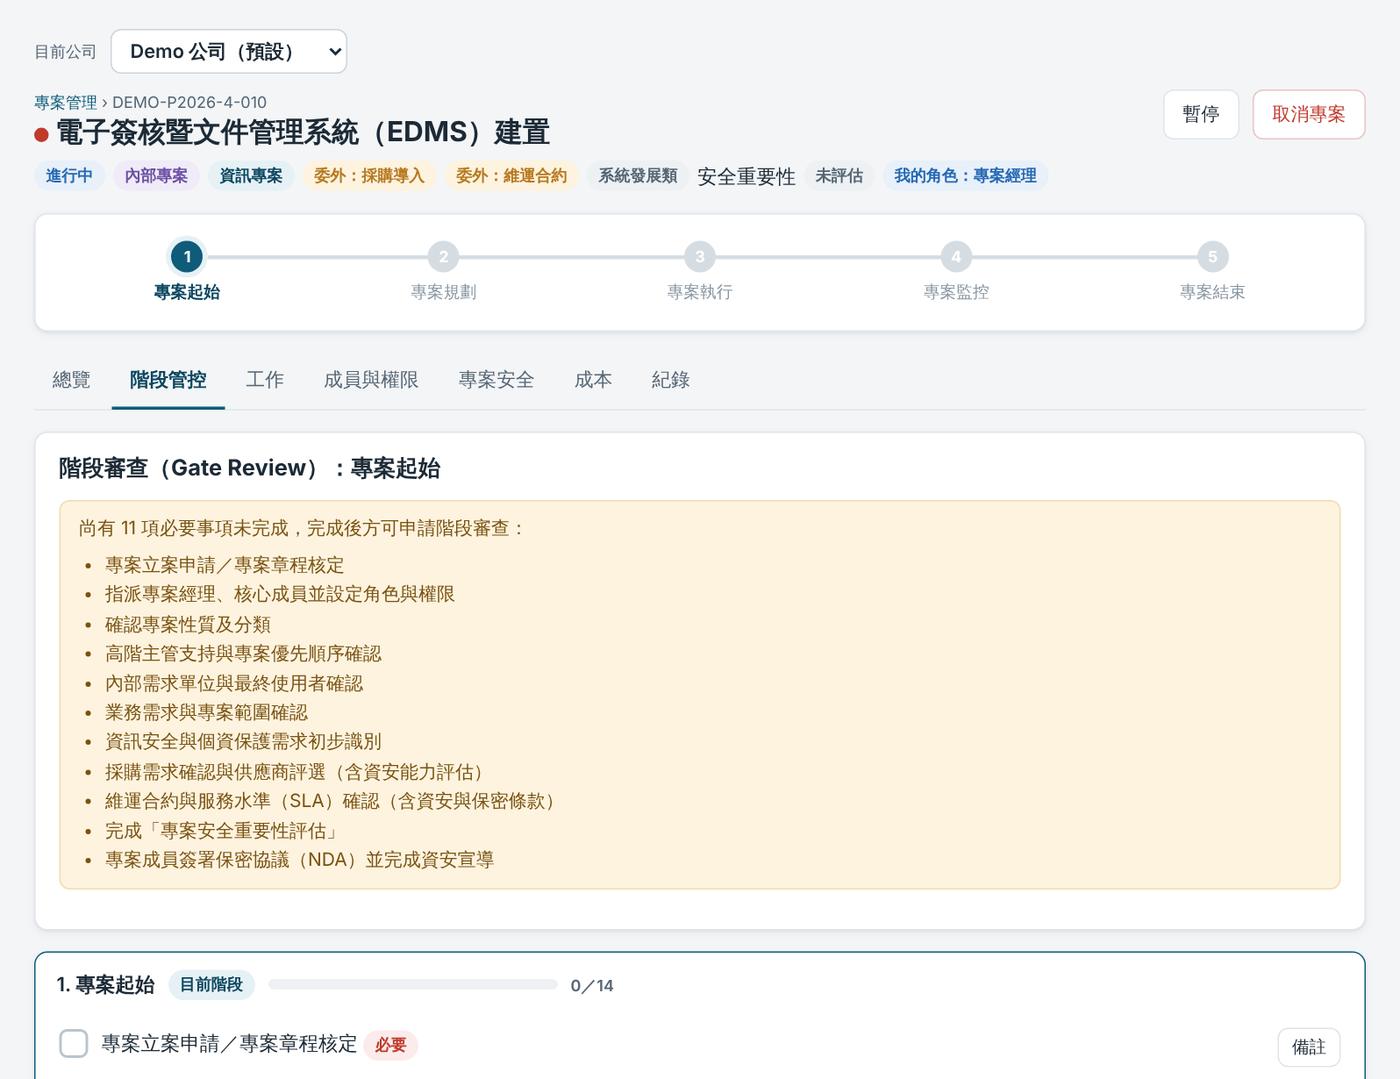 目前公司 Demo 公司（預設）
專案管理 › DEMO-P2026-4-010
電子簽核暨文件管理系統（EDMS）建置
暫停 取消專案
進行中 內部專案 資訊專案 委外：採購導入 委外：維運合約 系統發展類 安全重要性 未評估 我的角色：專案經理
1 2 3 4 5
專案起始 專案規劃 專案執行 專案監控 專案結束
總覽 階段管控 工作 成員與權限 專案安全 成本 紀錄
階段審查（Gate Review）：專案起始
尚有 11 項必要事項未完成，完成後方可申請階段審查：
• 專案立案申請／專案章程核定
• 指派專案經理、核心成員並設定角色與權限
• 確認專案性質及分類
• 高階主管支持與專案優先順序確認
• 內部需求單位與最終使用者確認
• 業務需求與專案範圍確認
• 資訊安全與個資保護需求初步識別
• 採購需求確認與供應商評選（含資安能力評估）
• 維運合約與服務水準（SLA）確認（含資安與保密條款）
• 完成「專案安全重要性評估」
• 專案成員簽署保密協議（NDA）並完成資安宣導
1. 專案起始 目前階段 0／14
專案立案申請／專案章程核定 必要 備註